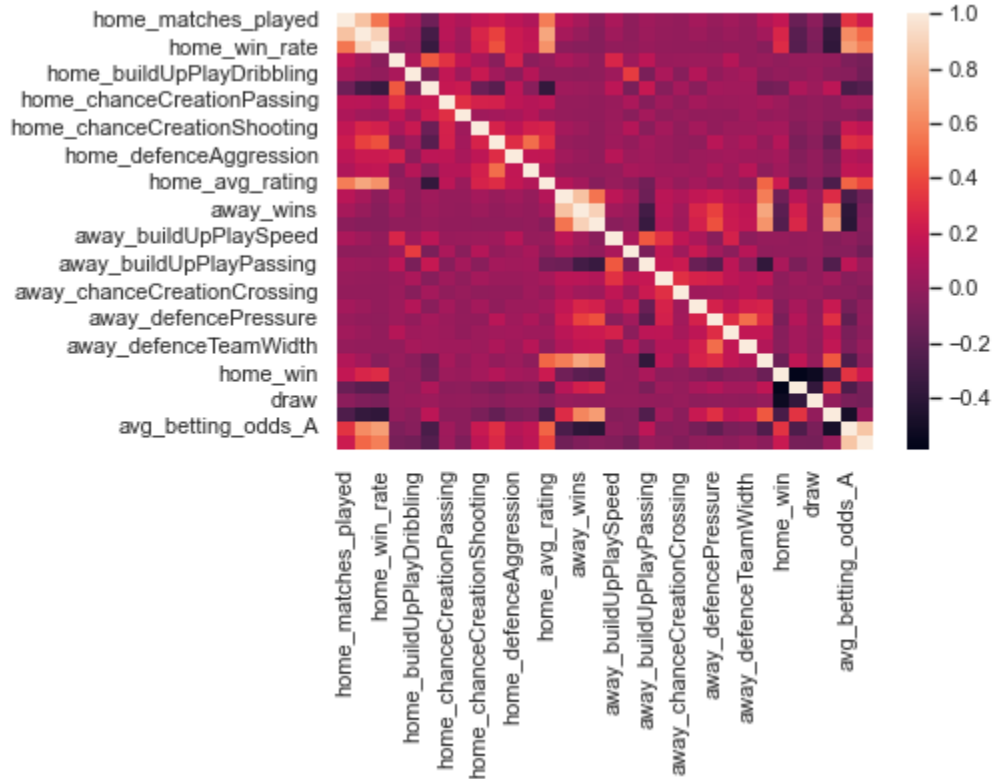 home_matches_played
home_win_rate
home_buildUpPlayDribbling
home_chanceCreationPassing
home_chanceCreationShooting
home_defenceAggression
home_avg_rating
away_wins
away_buildUpPlaySpeed
away_buildUpPlayPassing
away_chanceCreationCrossing
away_defencePressure
away_defenceTeamWidth
home_win
draw
avg_betting_odds_A
1.0
0.8
0.6
0.4
0.2
0.0
−0.2
−0.4
home_matches_played
home_win_rate
home_buildUpPlayDribbling
home_chanceCreationPassing
home_chanceCreationShooting
home_defenceAggression
home_avg_rating
away_wins
away_buildUpPlaySpeed
away_buildUpPlayPassing
away_chanceCreationCrossing
away_defencePressure
away_defenceTeamWidth
home_win
draw
avg_betting_odds_A